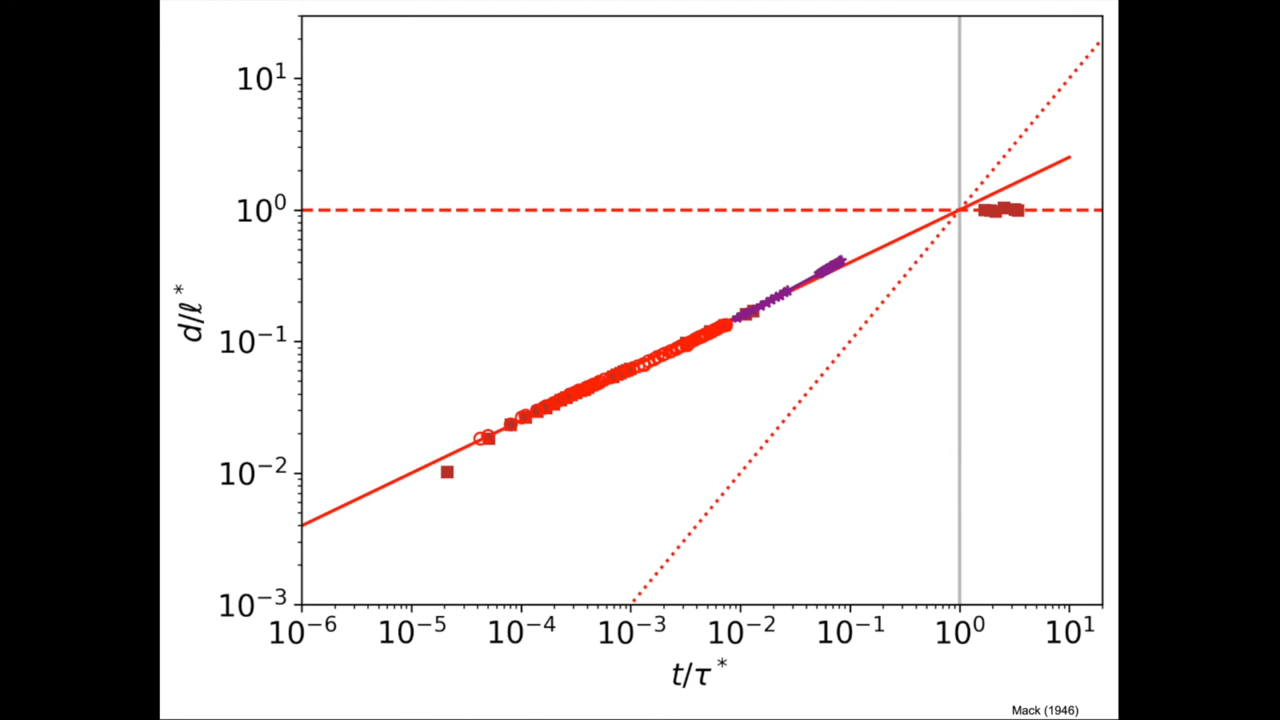 10¹
10⁰
d/ℓ*
10⁻¹
10⁻²
10⁻³
10⁻⁶ 10⁻⁵ 10⁻⁴ 10⁻³ 10⁻² 10⁻¹ 10⁰ 10¹
t/τ*
Mack (1946)